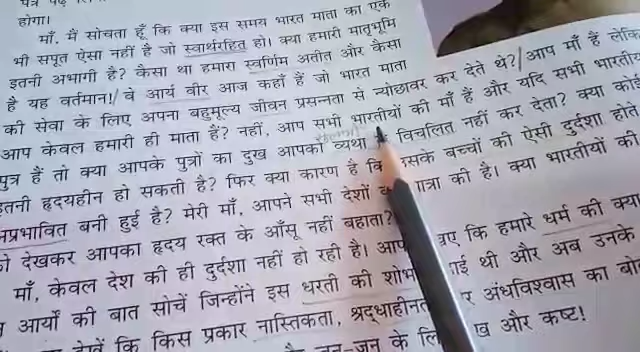 होगा।
माँ, मैं सोचता हूँ कि क्या इस समय भारत माता का एक
भी सपूत ऐसा नहीं है जो स्वार्थरहित हो। क्या हमारी मातृभूमि
इतनी अभागी है? कैसा था हमारा स्वर्णिम अतीत और कैसा
है यह वर्तमान!/ वे आर्य वीर आज कहाँ हैं जो भारत माता
की सेवा के लिए अपना बहुमूल्य जीवन प्रसन्नता से न्योछावर कर देते थे?/ आप माँ हैं लेकि
आप केवल हमारी ही माता हैं? नहीं, आप सभी भारतीयों की माँ हैं और यदि सभी भारतीय
पुत्र हैं तो क्या आपके पुत्रों का दुख आपको व्यथा विचलित नहीं कर देता? क्या कोई
इतनी हृदयहीन हो सकती है? फिर क्या कारण है कि सके बच्चों की ऐसी दुर्दशा होते
प्रभावित बनी हुई है? मेरी माँ, आपने सभी देशों यात्रा की है। क्या भारतीयों की
देखकर आपका हृदय रक्त के आँसू नहीं बहाता?
माँ, केवल देश की ही दुर्दशा नहीं हो रही है। आप कि हमारे धर्म की क्या
आर्यों की बात सोचें जिन्होंने इस धरती की शोभ ाई थी और अब उनके
कि किस प्रकार नास्तिकता, श्रद्धाहीनत र अंधविश्वास का बो
के लि और कष्ट!